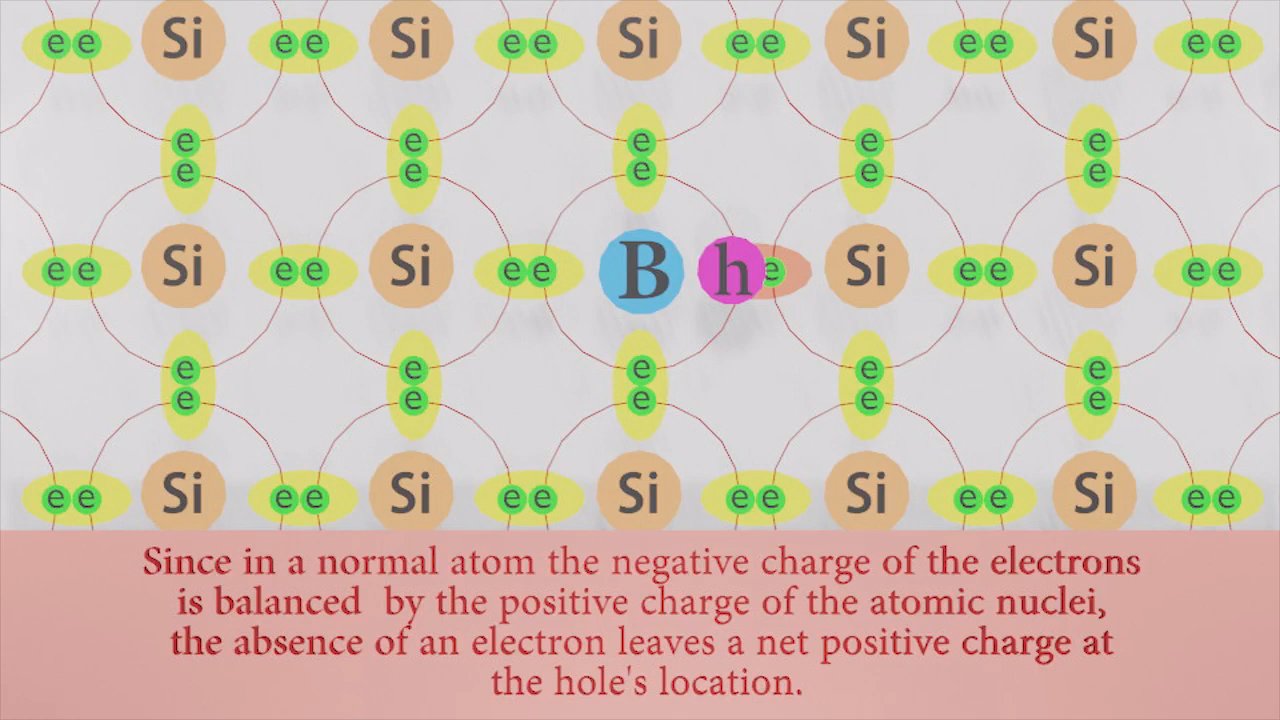 ee Si ee Si ee Si ee Si ee Si ee
e e e e e
e e e e e
ee Si ee Si ee B h e Si ee Si ee
e e e e e
e e e e e
ee Si ee Si ee Si ee Si ee Si ee
Since in a normal atom the negative charge of the electrons
is balanced by the positive charge of the atomic nuclei,
the absence of an electron leaves a net positive charge at
the hole's location.